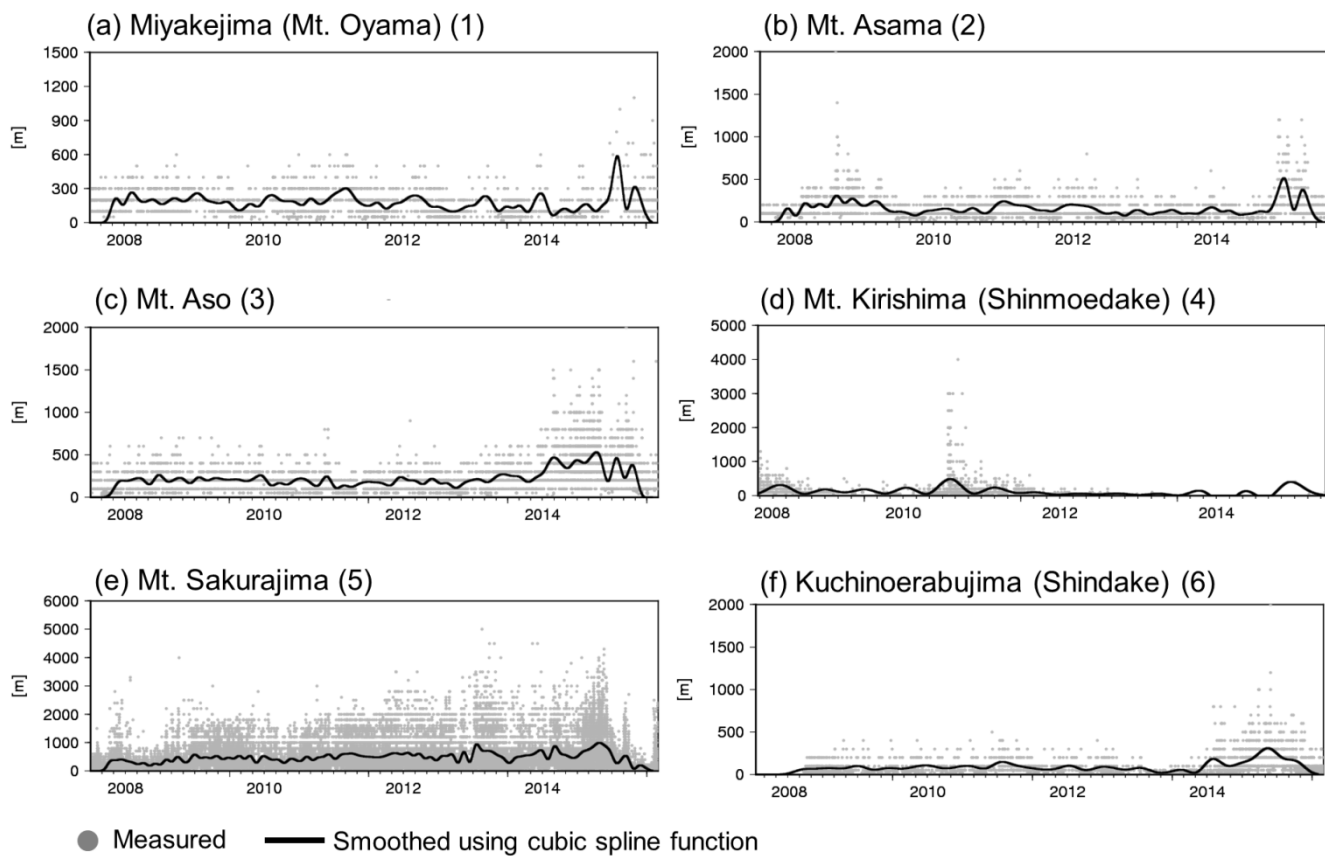 (a) Miyakejima (Mt. Oyama) (1)
1500
1200
900
600
300
0
[m]
2008 2010 2012 2014
(b) Mt. Asama (2)
2000
1500
1000
500
0
[m]
2008 2010 2012 2014
(c) Mt. Aso (3)
2000
1500
1000
500
0
[m]
2008 2010 2012 2014
(d) Mt. Kirishima (Shinmoedake) (4)
5000
4000
3000
2000
1000
0
[m]
2008 2010 2012 2014
(e) Mt. Sakurajima (5)
6000
5000
4000
3000
2000
1000
0
[m]
2008 2010 2012 2014
(f) Kuchinoerabujima (Shindake) (6)
2000
1500
1000
500
0
[m]
2008 2010 2012 2014
Measured Smoothed using cubic spline function